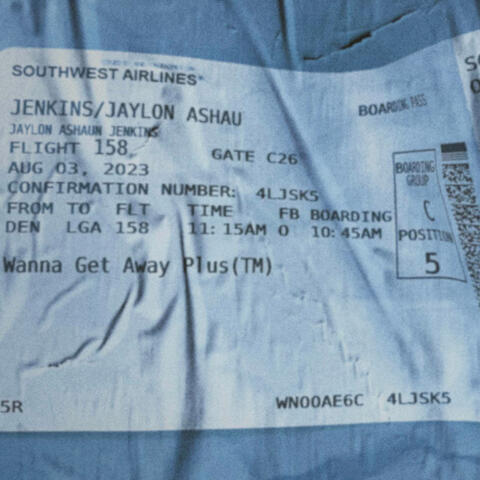 SOUTHWEST AIRLINES
JENKINS/JAYLON ASHAU
BOARDING PASS
JAYLON ASHAUN JENKINS
FLIGHT 158
GATE C26
AUG 03, 2023
CONFIRMATION NUMBER: 4LJSK5
FROM TO FLT TIME FB BOARDING
DEN LGA 158 11:15AM O 10:45AM
BOARDING
GROUP
C
POSITION
5
Wanna Get Away Plus(TM)
5R
WN00AE6C 4LJSK5